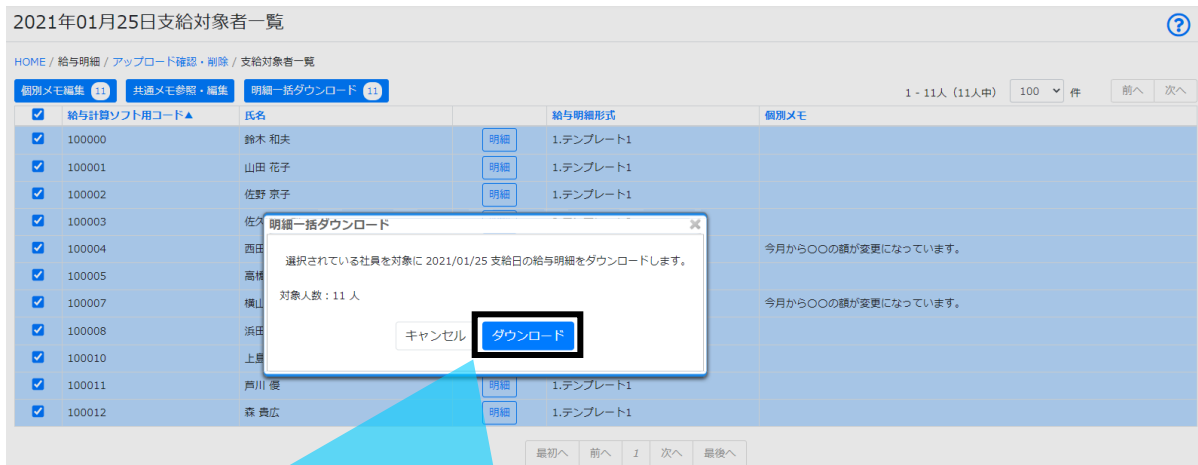 2021年01月25日支給対象者一覧
HOME / 給与明細 / アップロード確認・削除 / 支給対象者一覧
個別メモ編集 11 共通メモ参照・編集 明細一括ダウンロード 11 1 - 11人（11人中） 100 件 前へ 次へ
給与計算ソフト用コード▲ 氏名 給与明細形式 個別メモ
100000 鈴木 和夫 明細 1.テンプレート1
100001 山田 花子 明細 1.テンプレート1
100002 佐野 京子 明細 1.テンプレート1
100003 佐久
100004 西田 今月から〇〇の額が変更になっています。
100005 高橋
100007 横山 今月から〇〇の額が変更になっています。
100008 浜田
100010 上島
100011 芦川 優 明細 1.テンプレート1
100012 森 貴広 明細 1.テンプレート1
明細一括ダウンロード
選択されている社員を対象に 2021/01/25 支給日の給与明細をダウンロードします。
対象人数：11 人
キャンセル ダウンロード
最初へ 前へ 1 次へ 最後へ